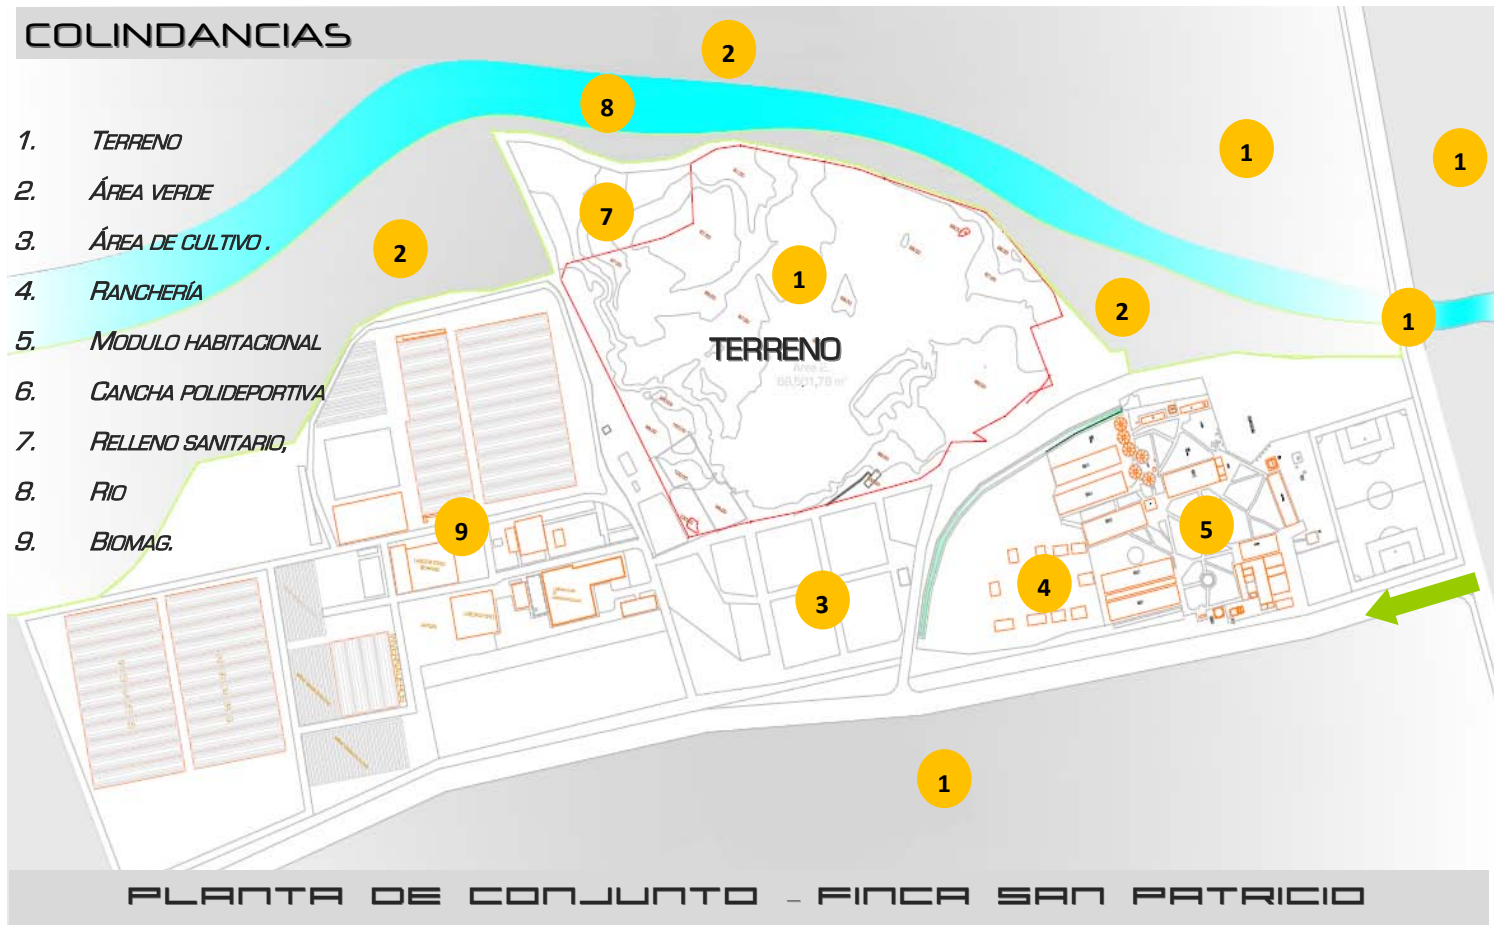 COLINDANCIAS
1. TERRENO
2. ÁREA VERDE
3. ÁREA DE CULTIVO .
4. RANCHERÍA
5. MODULO HABITACIONAL
6. CANCHA POLIDEPORTIVA
7. RELLENO SANITARIO,
8. RIO
9. BIOMAG.
2
8
1
1
7
2
1
2
1
TERRENO
9
5
4
3
1
PLANTA DE CONJUNTO – FINCA SAN PATRICIO